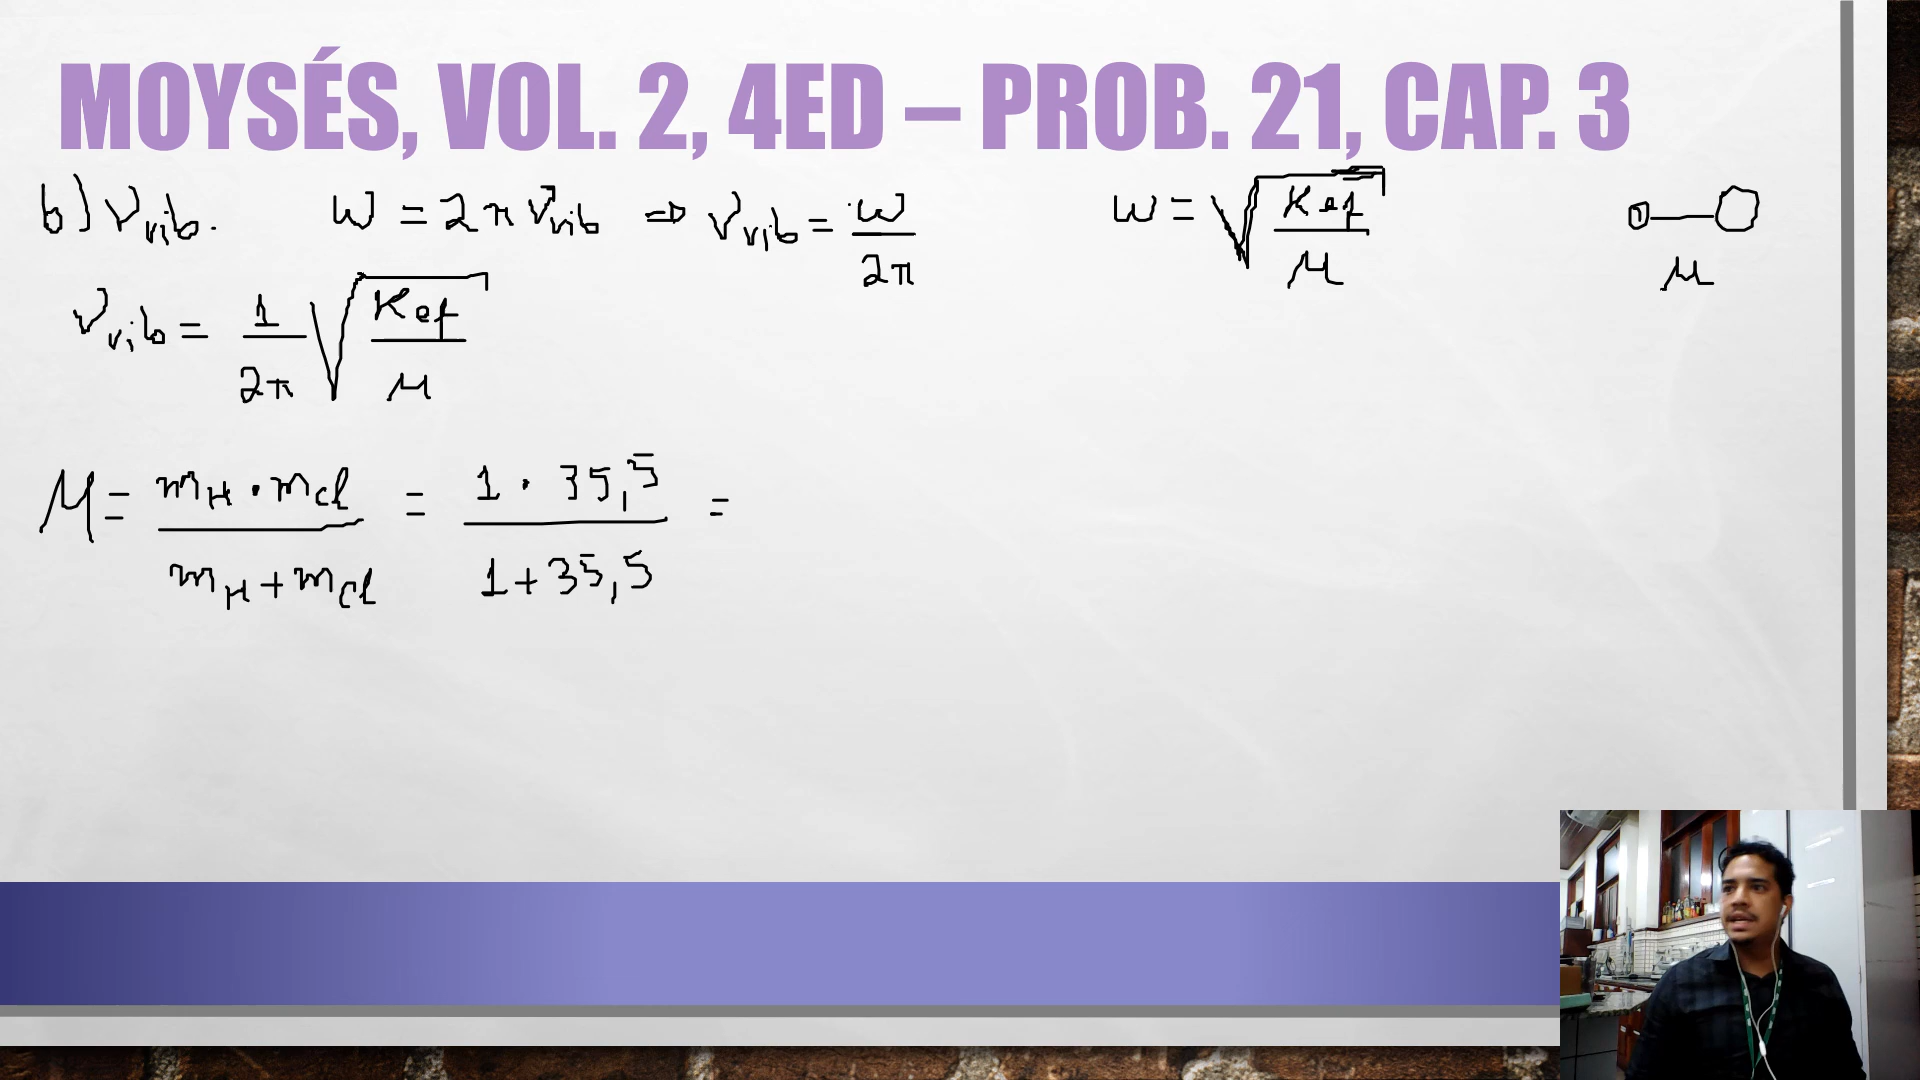 MOYSÉS, VOL. 2, 4ED – PROB. 21, CAP. 3
b) ν_vib. ω = 2π ν_vib ⇒ ν_vib = ω/2π ω = √(Kef/μ) μ
ν_vib = 1/2π √(Kef/μ)
μ = (m_H · m_Cl)/(m_H + m_Cl) = (1 · 35,5)/(1 + 35,5) =